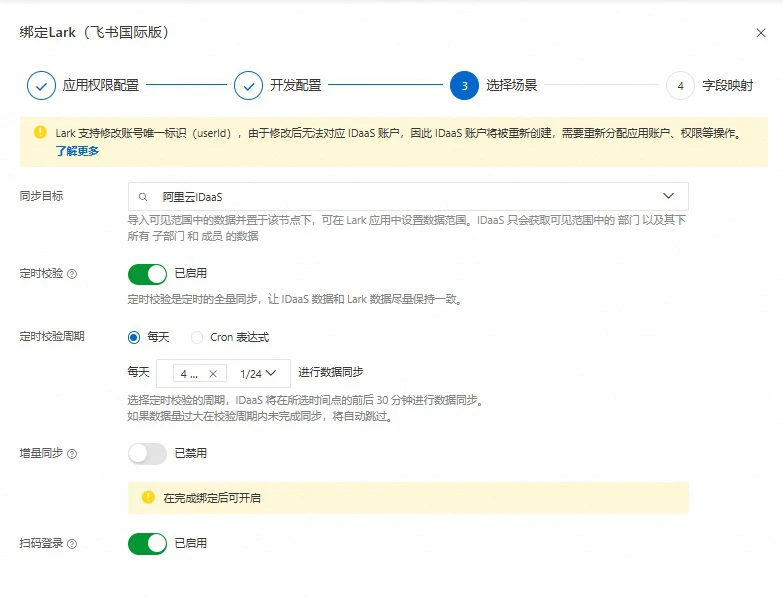 绑定Lark（飞书国际版）
应用权限配置 开发配置 3 选择场景 4 字段映射
Lark 支持修改账号唯一标识（userId），由于修改后无法对应 IDaaS 账户，因此 IDaaS 账户将被重新创建，需要重新分配应用账户、权限等操作。
了解更多
同步目标 阿里云IDaaS
导入可见范围中的数据并置于该节点下，可在 Lark 应用中设置数据范围。IDaaS 只会获取可见范围中的 部门 以及其下
所有 子部门 和 成员 的数据
定时校验 已启用
定时校验是定时的全量同步，让 IDaaS 数据和 Lark 数据尽量保持一致。
定时校验周期 每天 Cron 表达式
每天 4 ... 1/24 进行数据同步
选择定时校验的周期，IDaaS 将在所选时间点的前后 30 分钟进行数据同步。
如果数据量过大在校验周期内未完成同步，将自动跳过。
增量同步 已禁用
在完成绑定后可开启
扫码登录 已启用